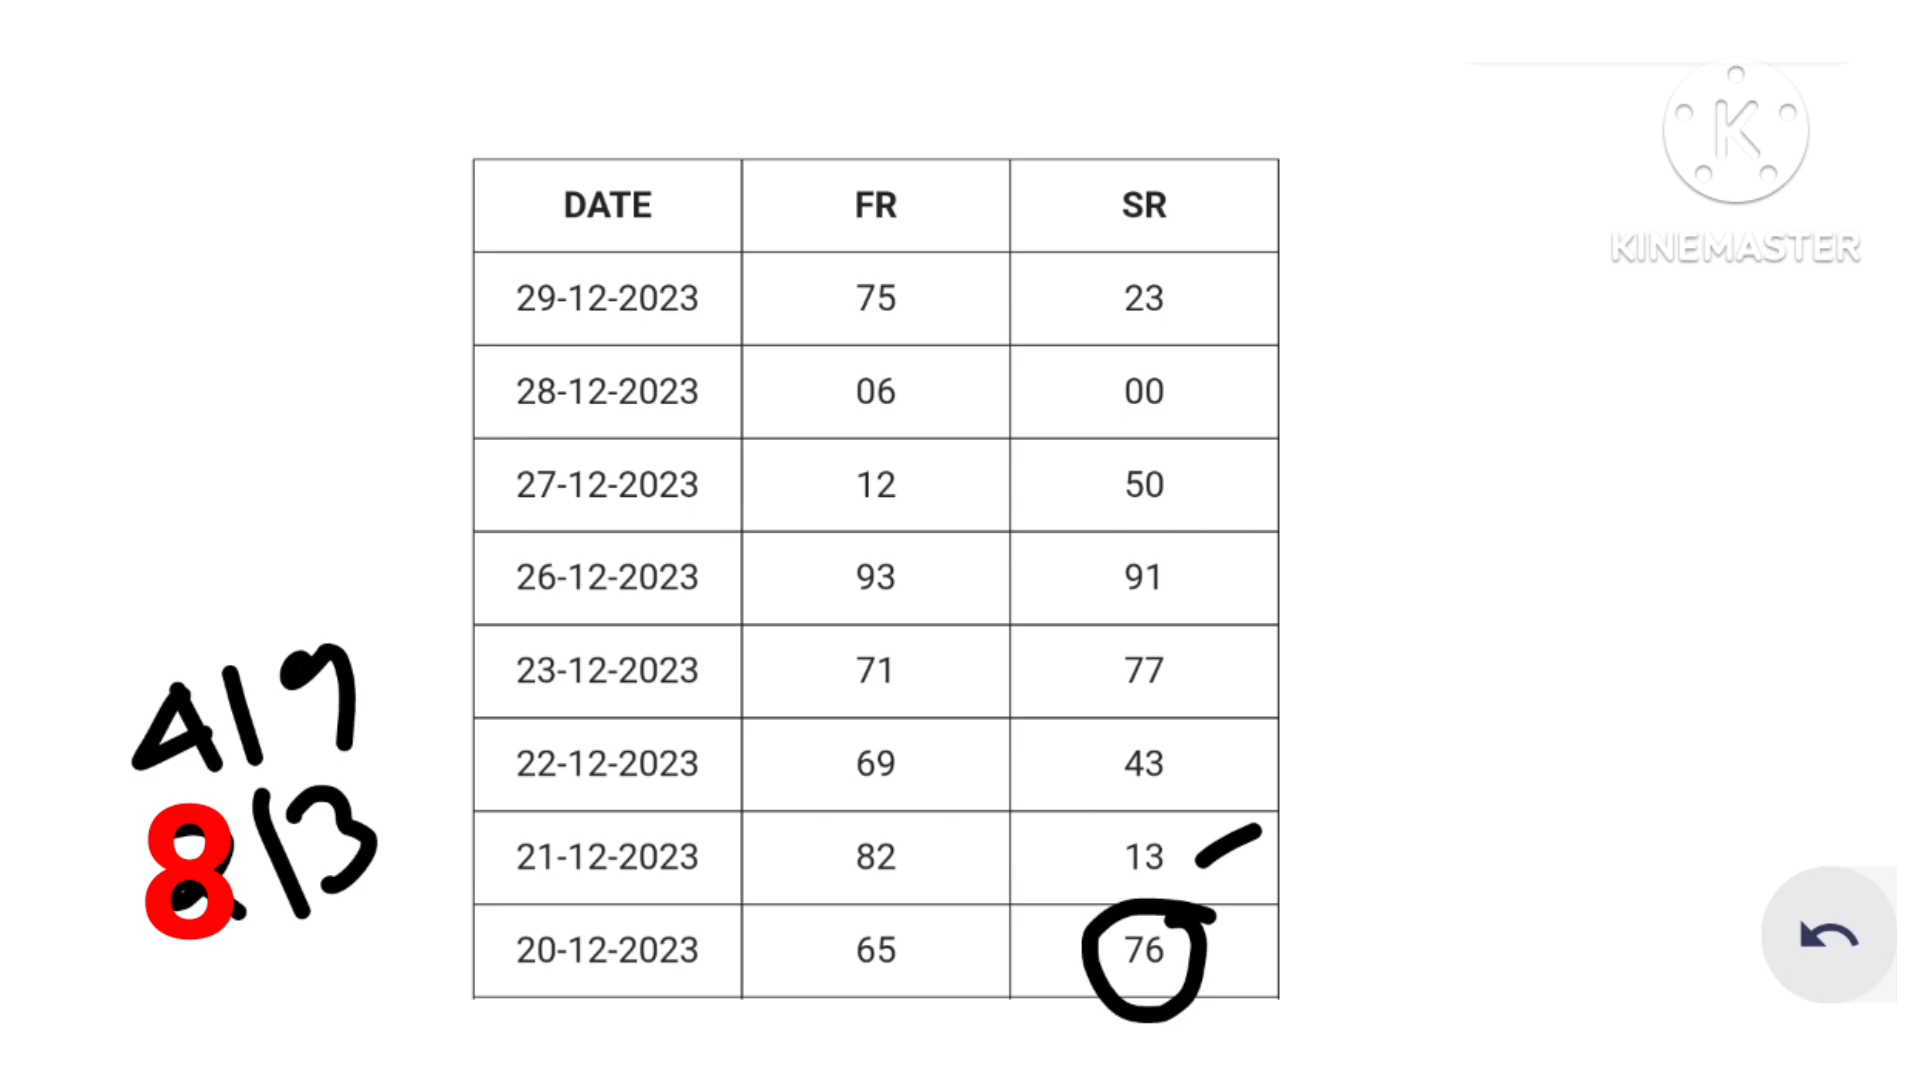 KINEMASTER
DATE FR SR
29-12-2023 75 23
28-12-2023 06 00
27-12-2023 12 50
26-12-2023 93 91
23-12-2023 71 77
22-12-2023 69 43
21-12-2023 82 13
20-12-2023 65 76
4/9
8/3